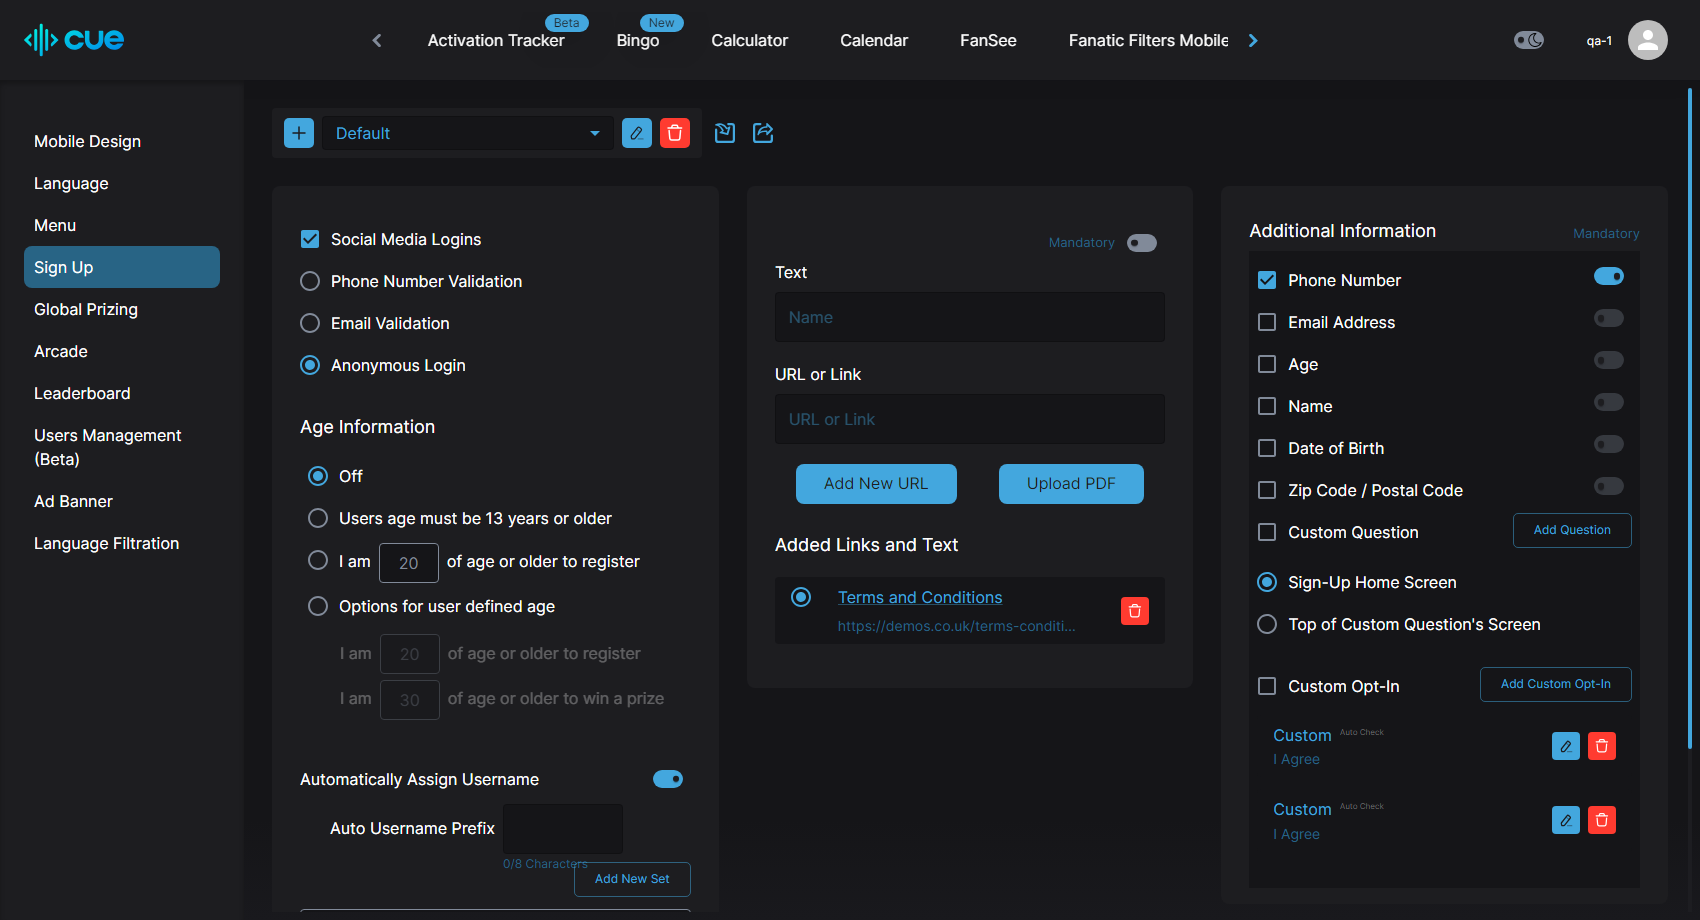 cue
Activation Tracker
Beta
Bingo
New
Calculator
Calendar
FanSee
Fanatic Filters Mobile
qa-1
Mobile Design
Language
Menu
Sign Up
Global Prizing
Arcade
Leaderboard
Users Management
(Beta)
Ad Banner
Language Filtration
Default
Social Media Logins
Phone Number Validation
Email Validation
Anonymous Login
Age Information
Off
Users age must be 13 years or older
I am 20 of age or older to register
Options for user defined age
I am 20 of age or older to register
I am 30 of age or older to win a prize
Automatically Assign Username
Auto Username Prefix
0/8 Characters
Add New Set
Mandatory
Text
Name
URL or Link
URL or Link
Add New URL
Upload PDF
Added Links and Text
Terms and Conditions
https://demos.co.uk/terms-conditi...
Additional Information
Mandatory
Phone Number
Email Address
Age
Name
Date of Birth
Zip Code / Postal Code
Custom Question
Add Question
Sign-Up Home Screen
Top of Custom Question's Screen
Custom Opt-In
Add Custom Opt-In
Custom Auto Check
I Agree
Custom Auto Check
I Agree